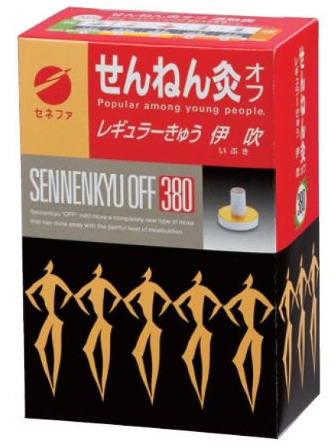 せんねん灸オフ
Popular among young people.
セネファ
レギュラーきゅう 伊吹
いぶき
SENNENKYU OFF 380
Sennenkyu "OFF" mild moxa a completely new type of moxa
that has done away with the painful heat of moxibustion.
380